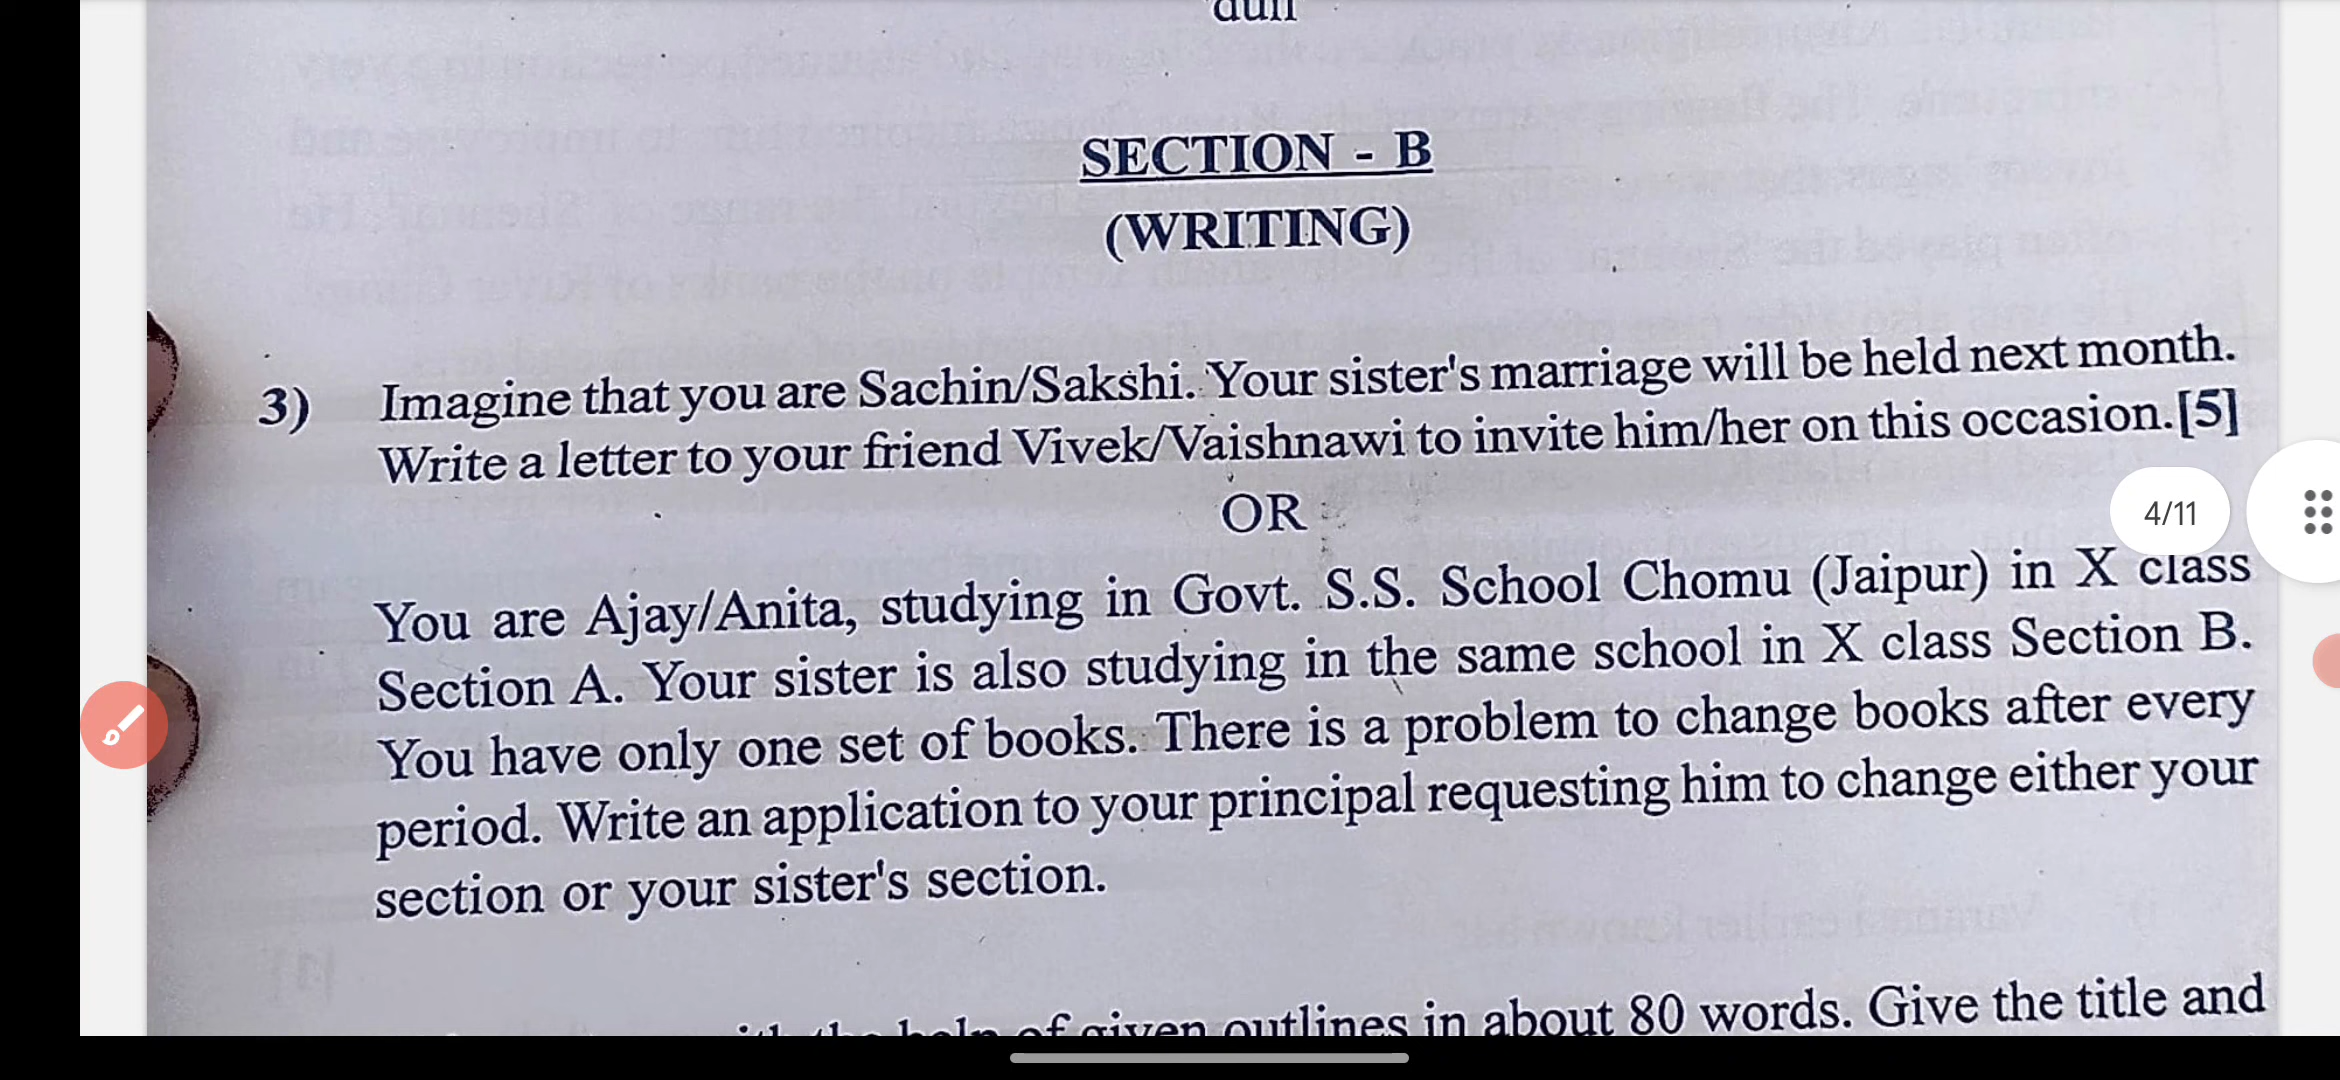 dull
SECTION - B
(WRITING)
3) Imagine that you are Sachin/Sakshi. Your sister's marriage will be held next month.
Write a letter to your friend Vivek/Vaishnawi to invite him/her on this occasion.[5]
OR
4/11
You are Ajay/Anita, studying in Govt. S.S. School Chomu (Jaipur) in X class
Section A. Your sister is also studying in the same school in X class Section B.
You have only one set of books. There is a problem to change books after every
period. Write an application to your principal requesting him to change either your
section or your sister's section.
help of given outlines in about 80 words. Give the title and